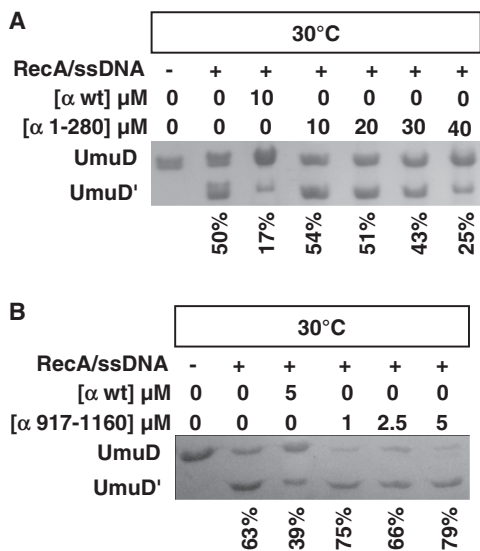 A
30°C
RecA/ssDNA - + + + + + +
[α wt] µM 0 0 10 0 0 0 0
[α 1-280] µM 0 0 0 10 20 30 40
UmuD
UmuD'
50% 17% 54% 51% 43% 25%
B
30°C
RecA/ssDNA - + + + + +
[α wt] µM 0 0 5 0 0 0
[α 917-1160] µM 0 0 0 1 2.5 5
UmuD
UmuD'
63% 39% 75% 66% 79%